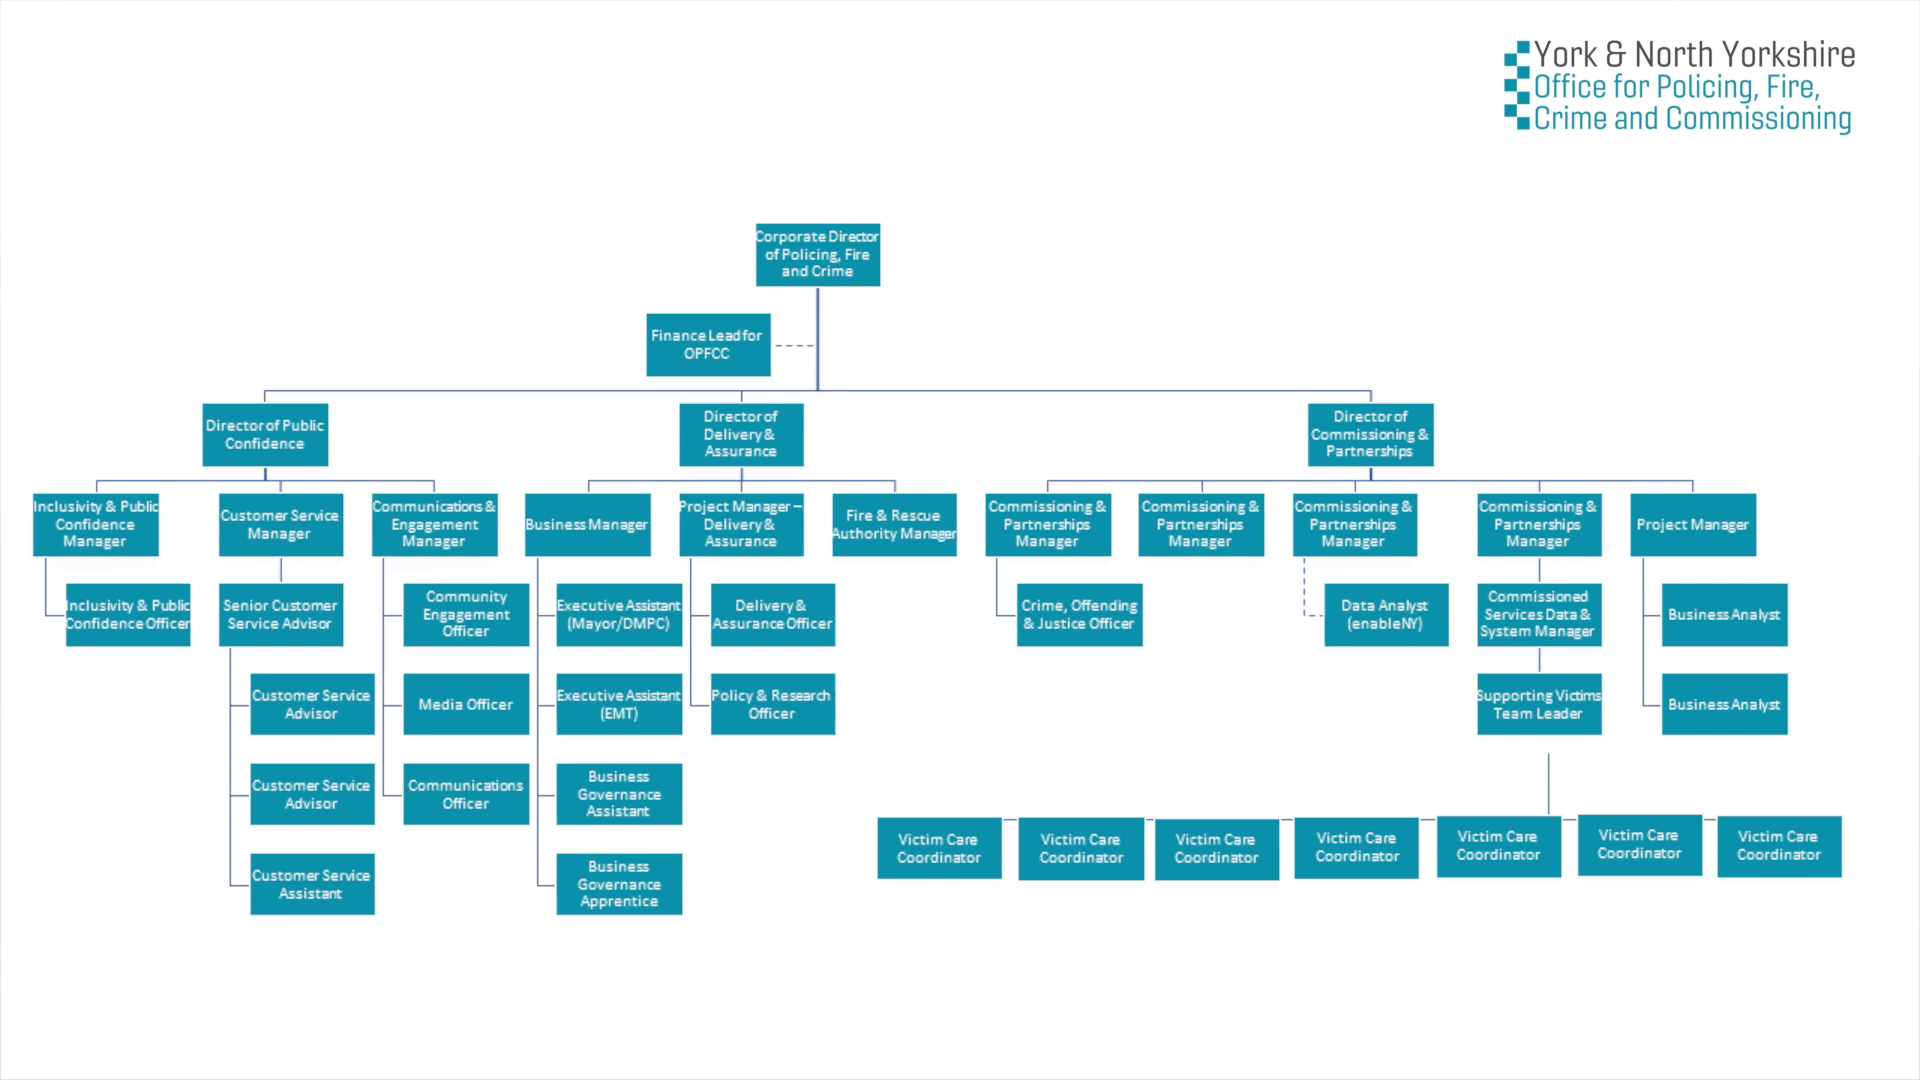 York & North Yorkshire
Office for Policing, Fire,
Crime and Commissioning
Corporate Director
of Policing, Fire
and Crime
Finance Lead for
OPFCC
Director of Public
Confidence
Director of
Delivery &
Assurance
Director of
Commissioning &
Partnerships
Inclusivity & Public
Confidence
Manager
Customer Service
Manager
Communications &
Engagement
Manager
Business Manager
Project Manager –
Delivery &
Assurance
Fire & Rescue
Authority Manager
Commissioning &
Partnerships
Manager
Commissioning &
Partnerships
Manager
Commissioning &
Partnerships
Manager
Commissioning &
Partnerships
Manager
Project Manager
Inclusivity & Public
Confidence Officer
Senior Customer
Service Advisor
Community
Engagement
Officer
Executive Assistant
(Mayor/DMPC)
Delivery &
Assurance Officer
Crime, Offending
& Justice Officer
Data Analyst
(enableNY)
Commissioned
Services Data &
System Manager
Business Analyst
Customer Service
Advisor
Media Officer
Executive Assistant
(EMT)
Policy & Research
Officer
Supporting Victims
Team Leader
Business Analyst
Customer Service
Advisor
Communications
Officer
Business
Governance
Assistant
Victim Care
Coordinator
Victim Care
Coordinator
Victim Care
Coordinator
Victim Care
Coordinator
Victim Care
Coordinator
Victim Care
Coordinator
Victim Care
Coordinator
Customer Service
Assistant
Business
Governance
Apprentice